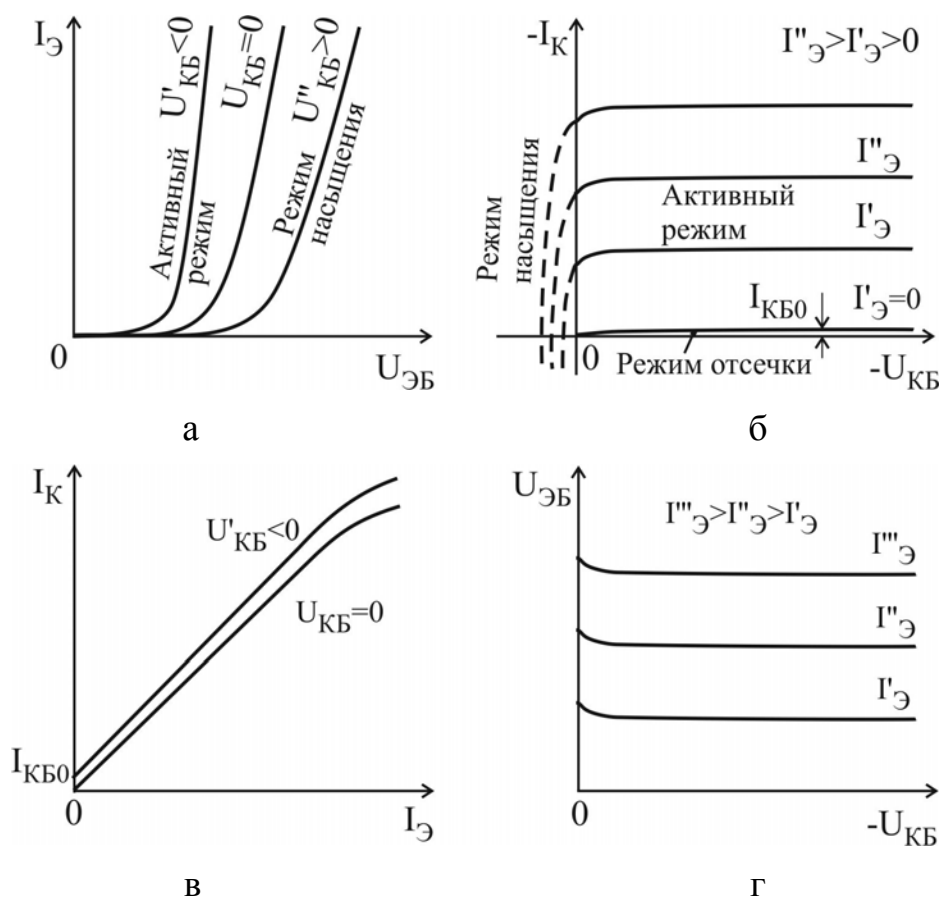 IЭ
U'КБ<0
UКБ=0
U"КБ>0
Активный
режим
Режим
насыщения
0
UЭБ
а
-IК
I"Э>I'Э>0
Режим
насыщения
I"Э
Активный
режим
I'Э
IКБ0
I'Э=0
0
Режим отсечки
-UКБ
б
IК
U'КБ<0
UКБ=0
IКБ0
0
IЭ
в
UЭБ
I'''Э>I"Э>I'Э
I'''Э
I"Э
I'Э
0
-UКБ
г